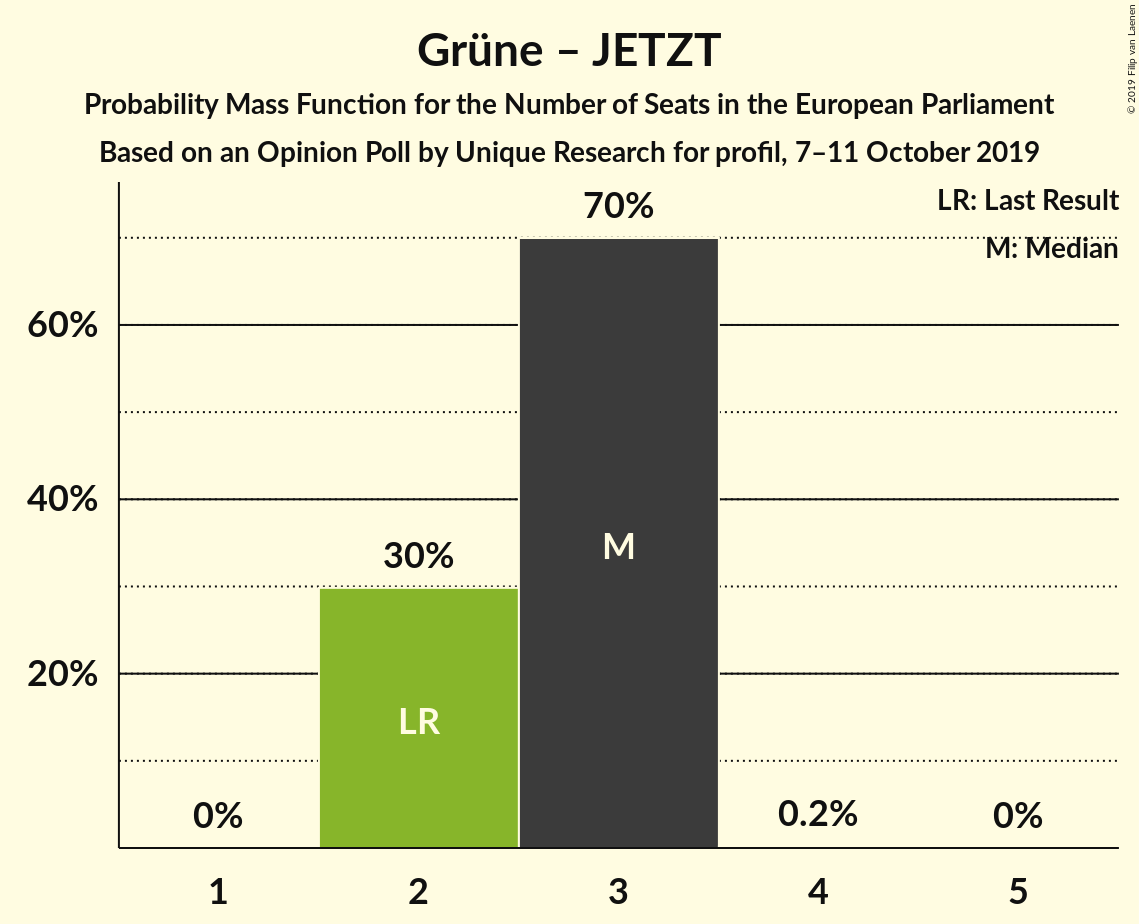 Grüne – JETZT
Probability Mass Function for the Number of Seats in the European Parliament
Based on an Opinion Poll by Unique Research for profil, 7–11 October 2019
© 2019 Filip van Laenen
LR: Last Result
M: Median
70%
60%
40%
30%
20%
M
LR
0%
0.2%
0%
1
2
3
4
5